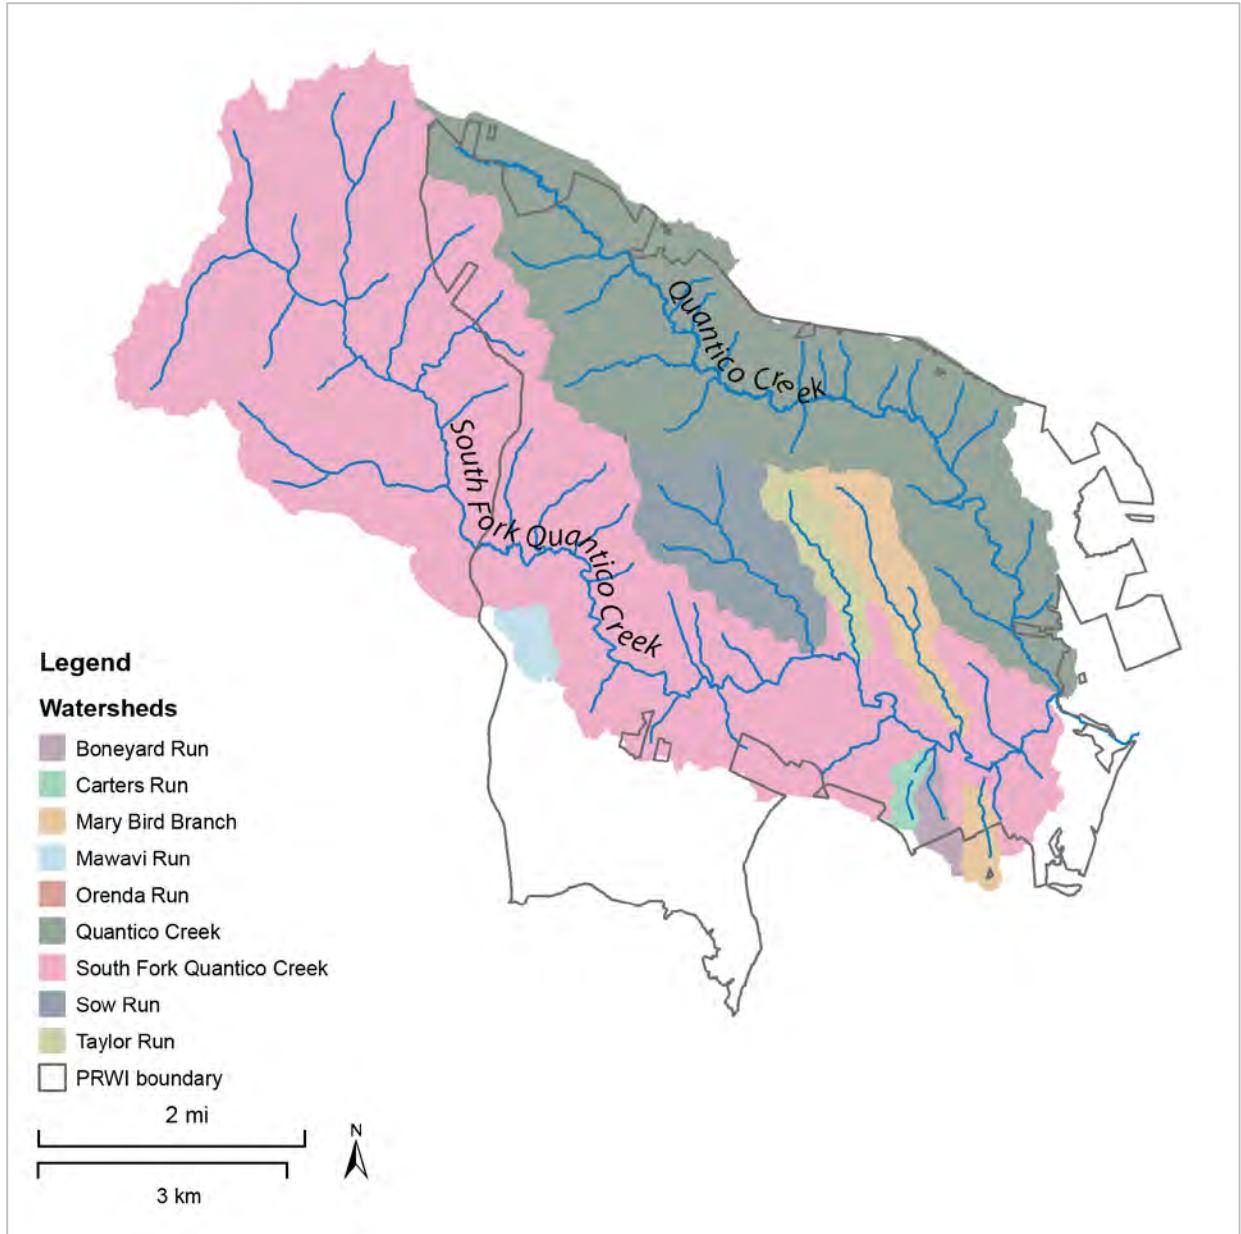 Quantico Creek
South Fork Quantico Creek
Legend
Watersheds
Boneyard Run
Carters Run
Mary Bird Branch
Mawavi Run
Orenda Run
Quantico Creek
South Fork Quantico Creek
Sow Run
Taylor Run
PRWI boundary
2 mi
N
3 km